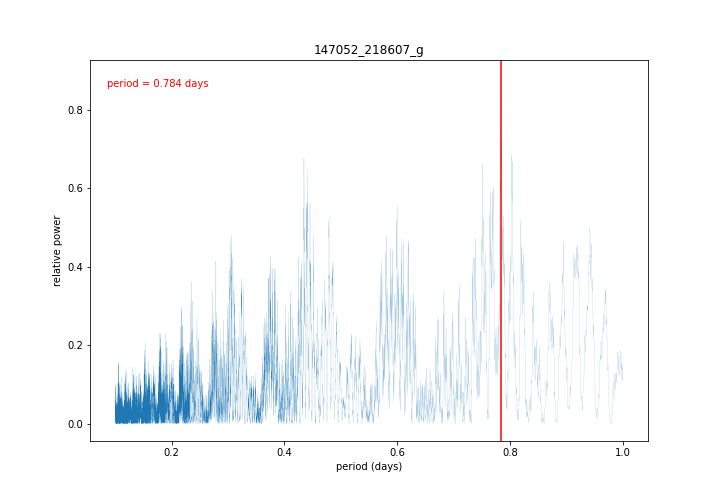 147052_218607_g
period = 0.784 days
0.8
0.6
0.4
0.2
0.0
relative power
0.2 0.4 0.6 0.8 1.0
period (days)